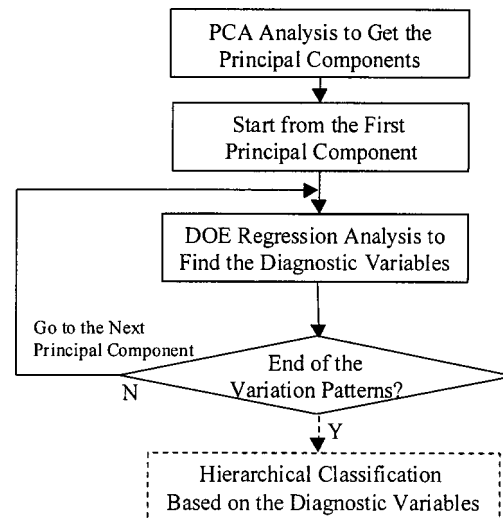 PCA Analysis to Get the
Principal Components
Start from the First
Principal Component
DOE Regression Analysis to
Find the Diagnostic Variables
Go to the Next
Principal Component
End of the
Variation Patterns?
N
Y
Hierarchical Classification
Based on the Diagnostic Variables